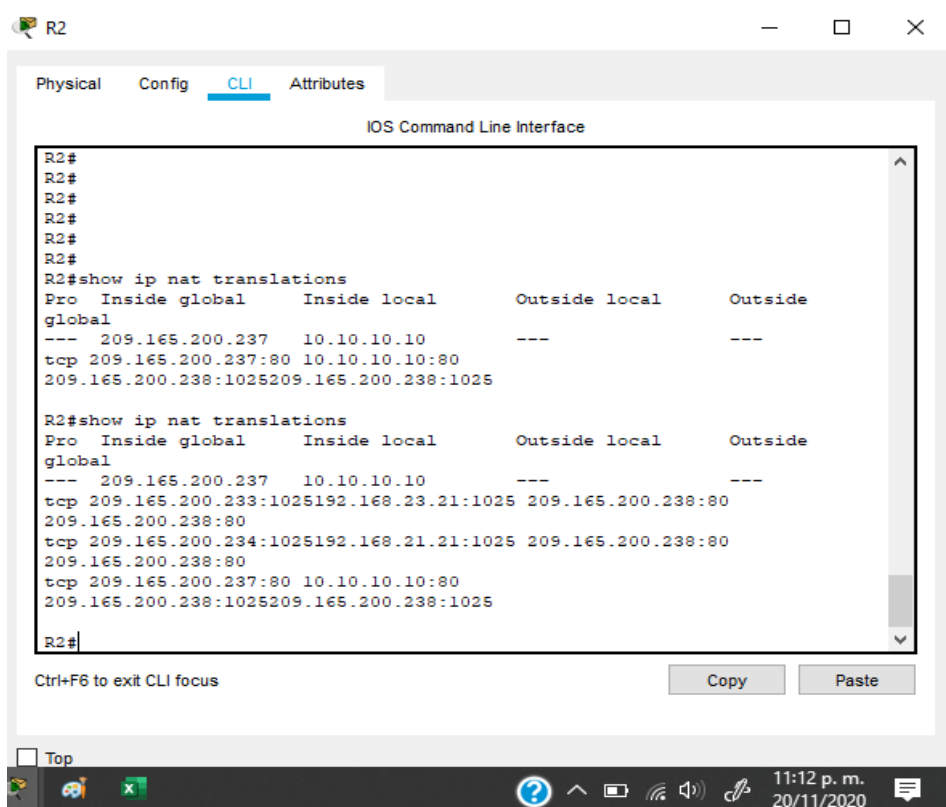 R2
Physical Config CLI Attributes
IOS Command Line Interface
R2#
R2#
R2#
R2#
R2#
R2#
R2#show ip nat translations
Pro  Inside global     Inside local       Outside local      Outside
global
---  209.165.200.237   10.10.10.10        ---                ---
tcp 209.165.200.237:80 10.10.10.10:80
209.165.200.238:1025209.165.200.238:1025
R2#show ip nat translations
Pro  Inside global     Inside local       Outside local      Outside
global
---  209.165.200.237   10.10.10.10        ---                ---
tcp 209.165.200.233:1025192.168.23.21:1025 209.165.200.238:80
209.165.200.238:80
tcp 209.165.200.234:1025192.168.21.21:1025 209.165.200.238:80
209.165.200.238:80
tcp 209.165.200.237:80 10.10.10.10:80
209.165.200.238:1025209.165.200.238:1025
R2#
Ctrl+F6 to exit CLI focus
Copy Paste
Top
11:12 p. m.
20/11/2020